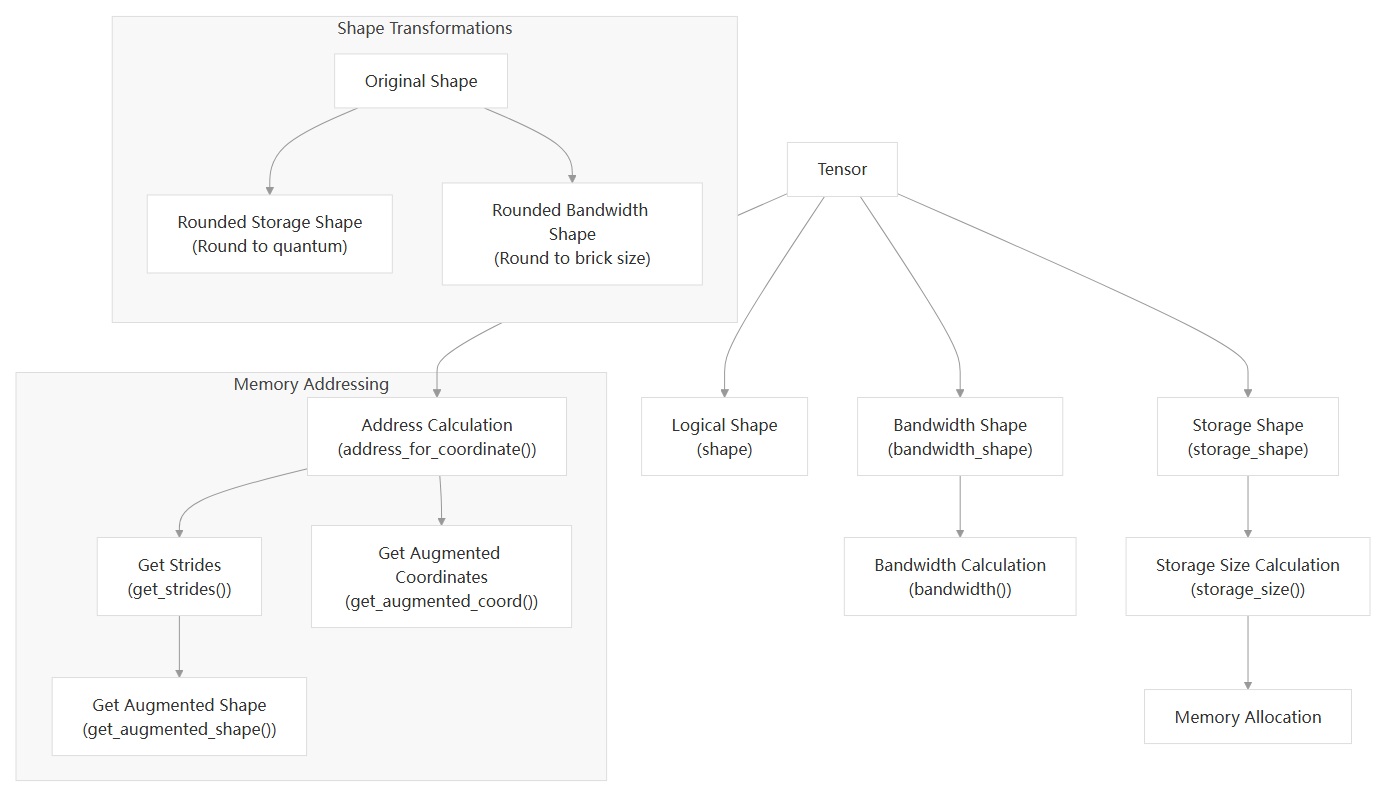 Shape Transformations
Original Shape
Rounded Storage Shape
(Round to quantum)
Rounded Bandwidth
Shape
(Round to brick size)
Tensor
Memory Addressing
Address Calculation
(address_for_coordinate())
Logical Shape
(shape)
Bandwidth Shape
(bandwidth_shape)
Storage Shape
(storage_shape)
Get Strides
(get_strides())
Get Augmented
Coordinates
(get_augmented_coord())
Bandwidth Calculation
(bandwidth())
Storage Size Calculation
(storage_size())
Get Augmented Shape
(get_augmented_shape())
Memory Allocation